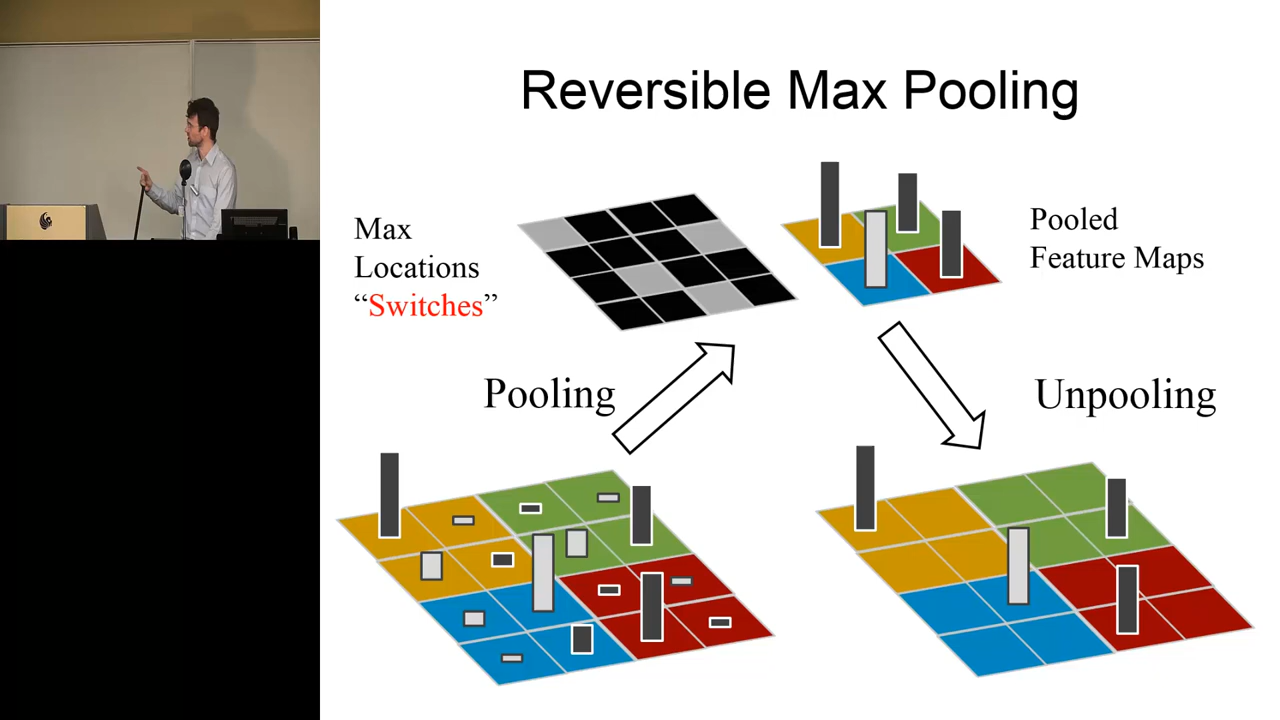 Reversible Max Pooling
Max
Locations
“Switches”
Pooled
Feature Maps
Pooling
Unpooling